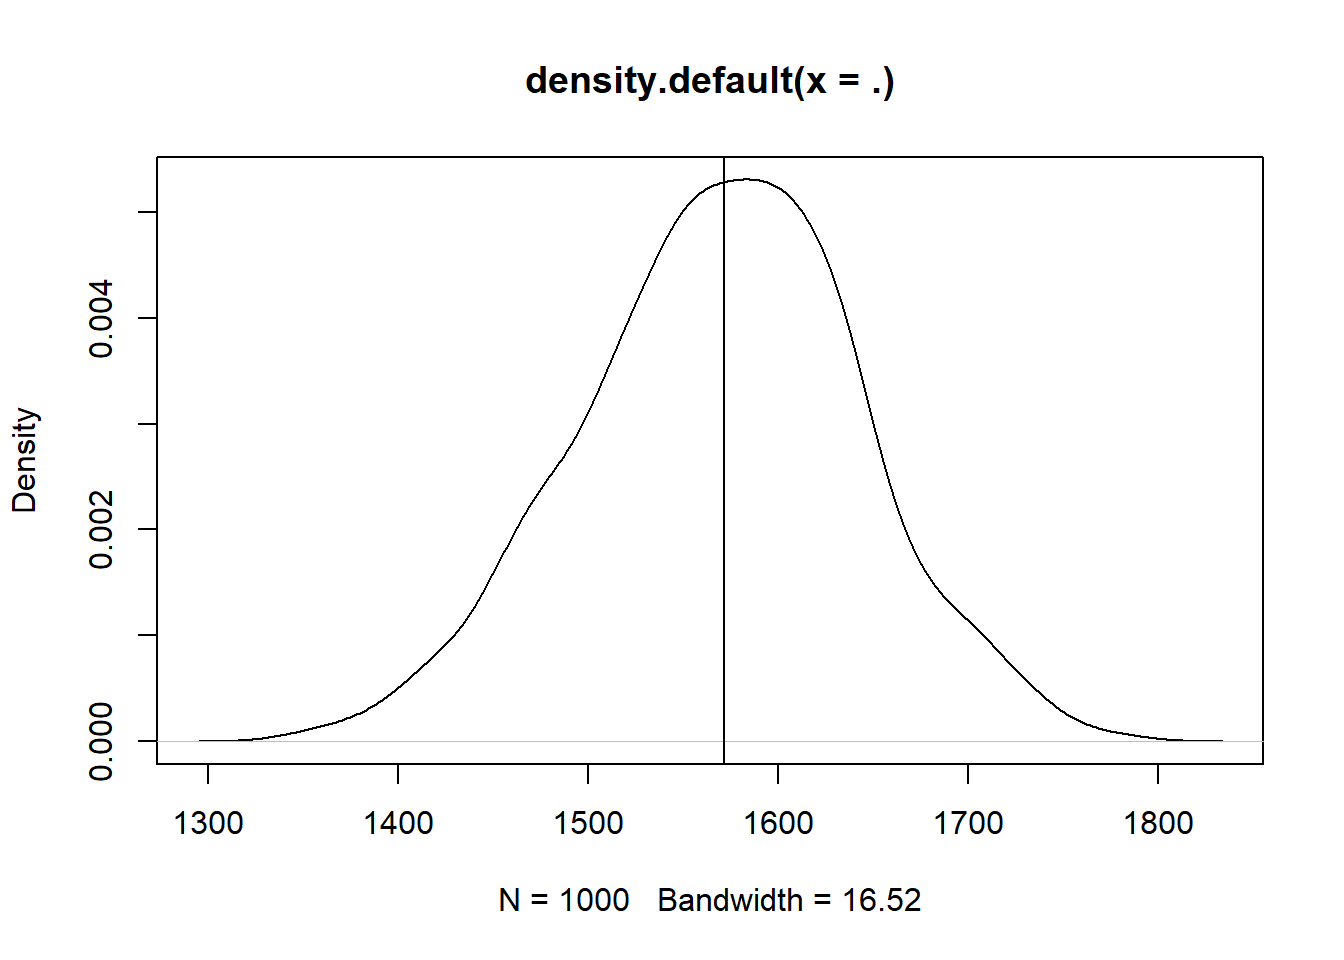 density.default(x = .)
Density
0.004
0.002
0.000
1300 1400 1500 1600 1700 1800
N = 1000 Bandwidth = 16.52